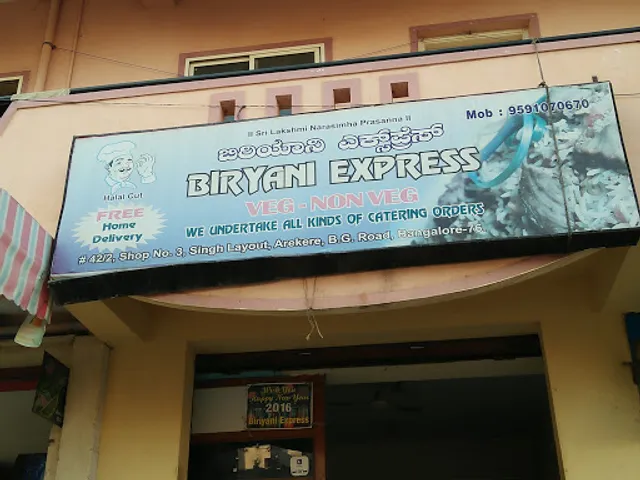 ॥ Sri Lakshmi Narasimha Prasanna ॥
Mob : 9591070670
ಬಿರಿಯಾನಿ ಎಕ್ಸ್‌ಪ್ರೆಸ್
BIRYANI EXPRESS
Halal Cut
VEG - NON VEG
FREE
Home
Delivery
WE UNDERTAKE ALL KINDS OF CATERING ORDERS
# 42/2, Shop No. 3, Singh Layout, Arekere, B G. Road, Bangalore-76.
Wish You
Happy New Year
2016
Biryani Express